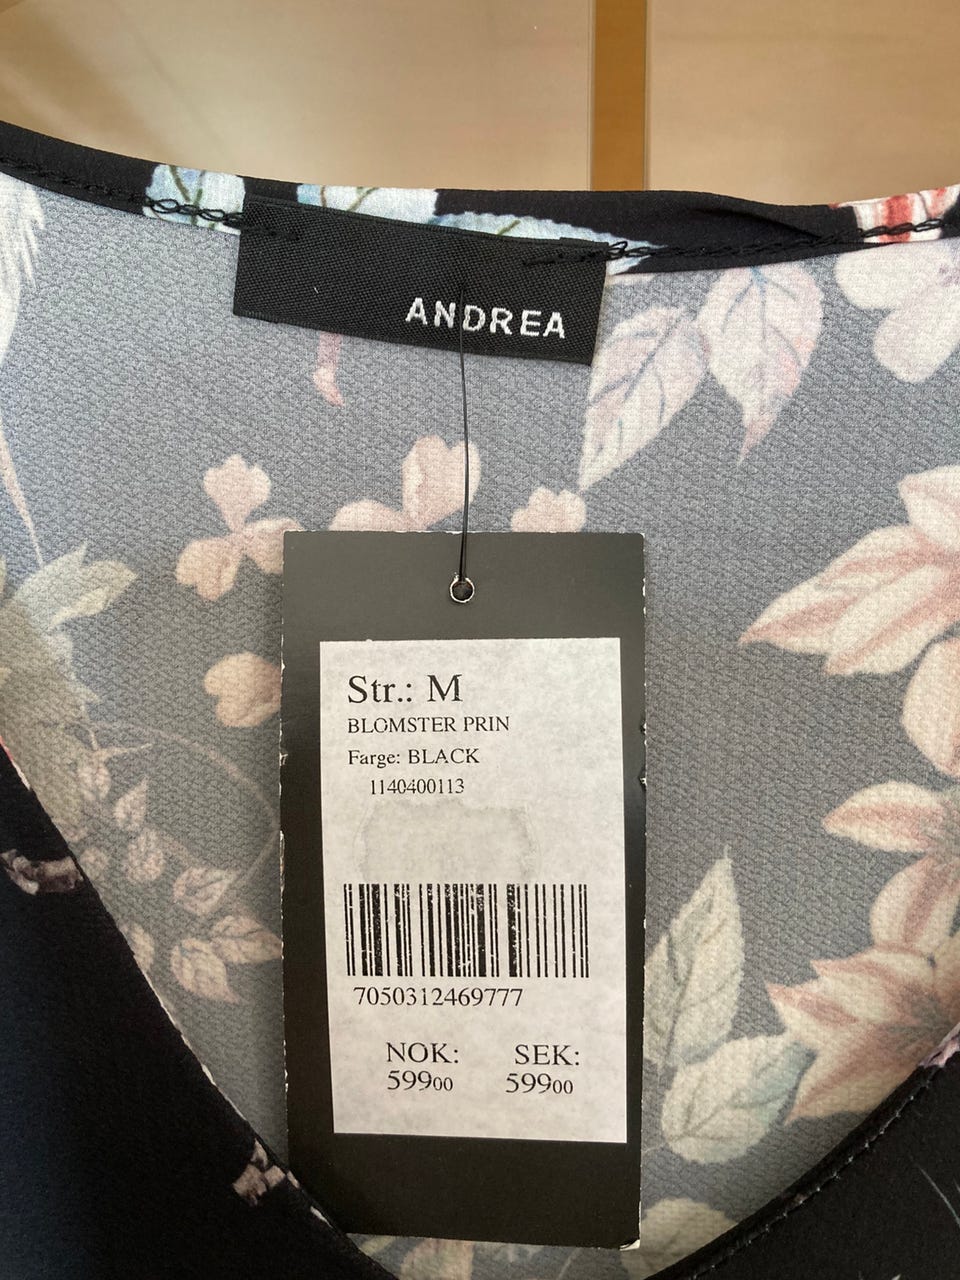 ANDREA
Str.: M
BLOMSTER PRIN
Farge: BLACK
1140400113
7050312469777
NOK: SEK:
59900 59900